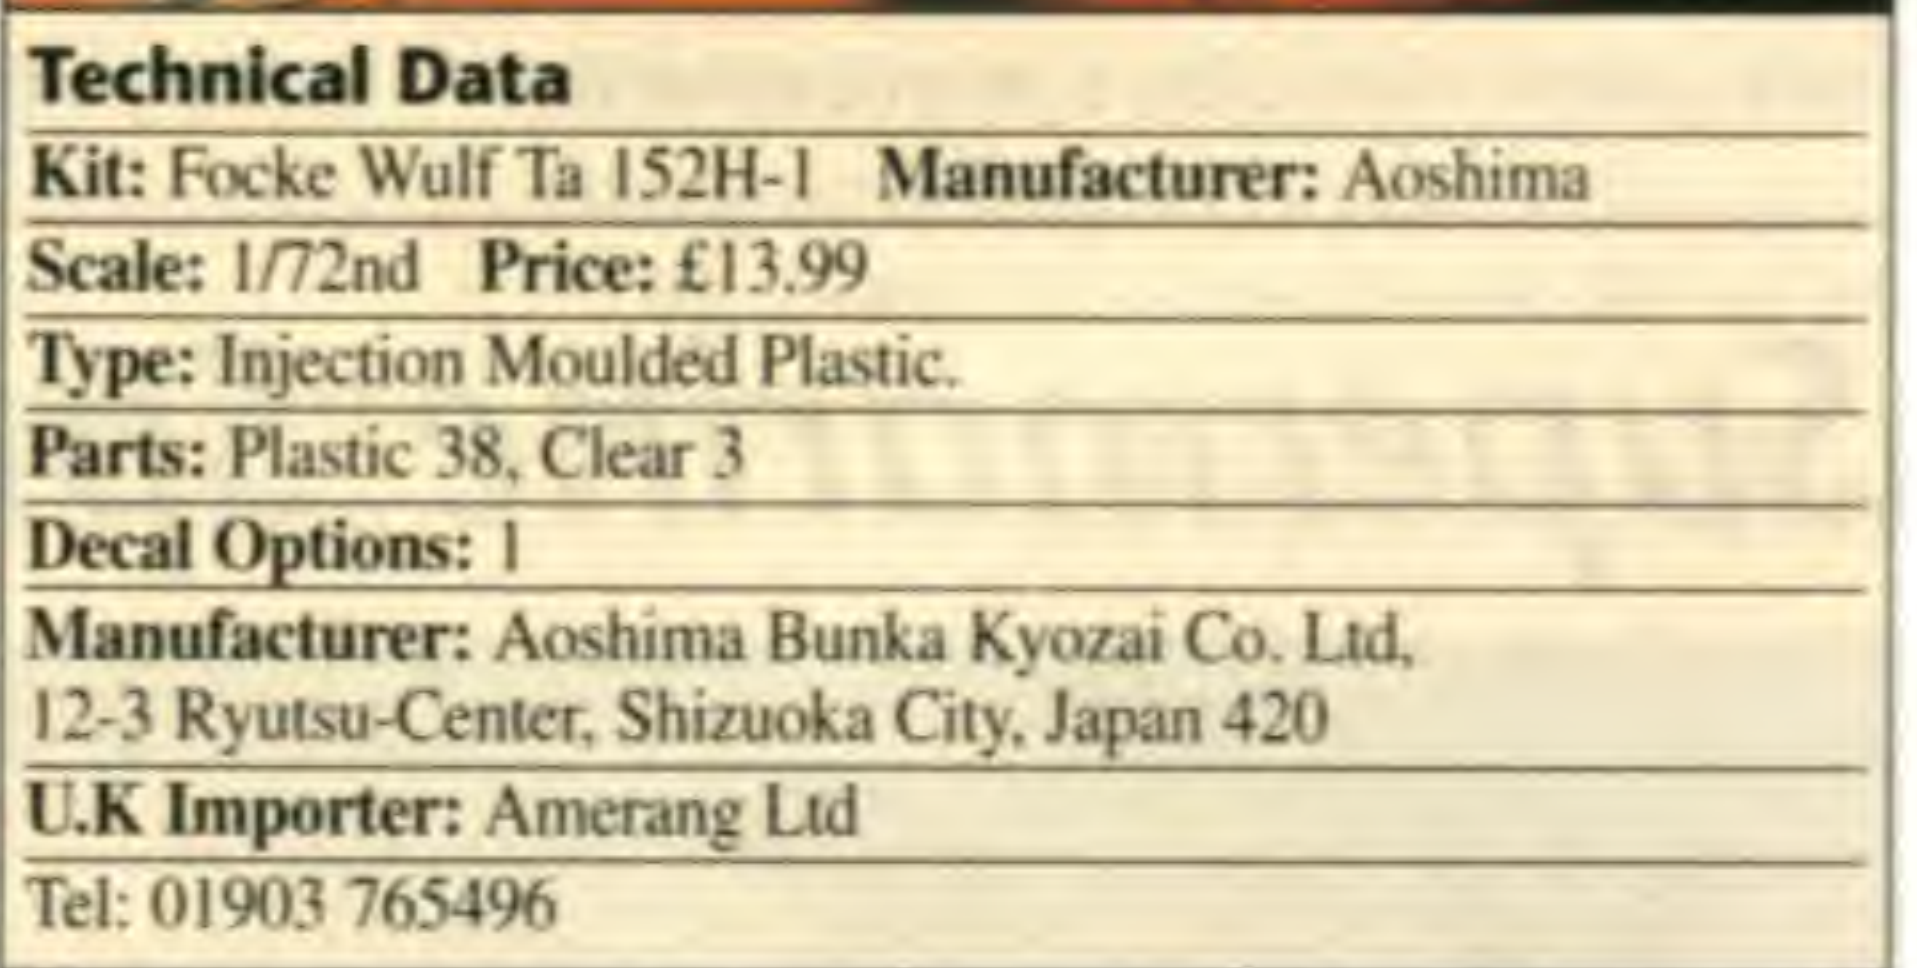 Technical Data
Kit: Focke Wulf Ta 152H-1 Manufacturer: Aoshima
Scale: 1/72nd Price: £13.99
Type: Injection Moulded Plastic.
Parts: Plastic 38, Clear 3
Decal Options: 1
Manufacturer: Aoshima Bunka Kyozai Co. Ltd,
12-3 Ryutsu-Center, Shizuoka City, Japan 420
U.K Importer: Amerang Ltd
Tel: 01903 765496